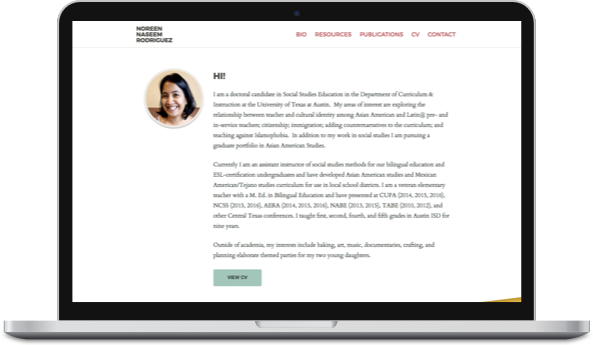 NOREEN
NASEEM
RODRIGUEZ
BIO RESOURCES PUBLICATIONS CV CONTACT
HI!
I am a doctoral candidate in Social Studies Education in the Department of Curriculum &
Instruction at the University of Texas at Austin. My areas of interest are exploring the
relationship between teacher and cultural identity among Asian American and Latin@ pre- and
in-service teachers; citizenship; immigration; adding counternarratives to the curriculum; and
teaching against Islamophobia. In addition to my work in social studies I am pursuing a
graduate portfolio in Asian American Studies.
Currently I am an assistant instructor of social studies methods for our bilingual education and
ESL-certification undergraduates and have developed Asian American studies and Mexican
American/Tejano studies curriculum for use in local school districts. I am a veteran elementary
teacher with a M. Ed. in Bilingual Education and have presented at CUFA (2014, 2015, 2016),
NCSS (2015, 2016), AERA (2014, 2015, 2016), NABE (2013, 2015), TABE (2010, 2012), and
other Central Texas conferences. I taught first, second, fourth, and fifth grades in Austin ISD for
nine years.
Outside of academia, my interests include baking, art, music, documentaries, crafting, and
planning elaborate themed parties for my two young daughters.
VIEW CV